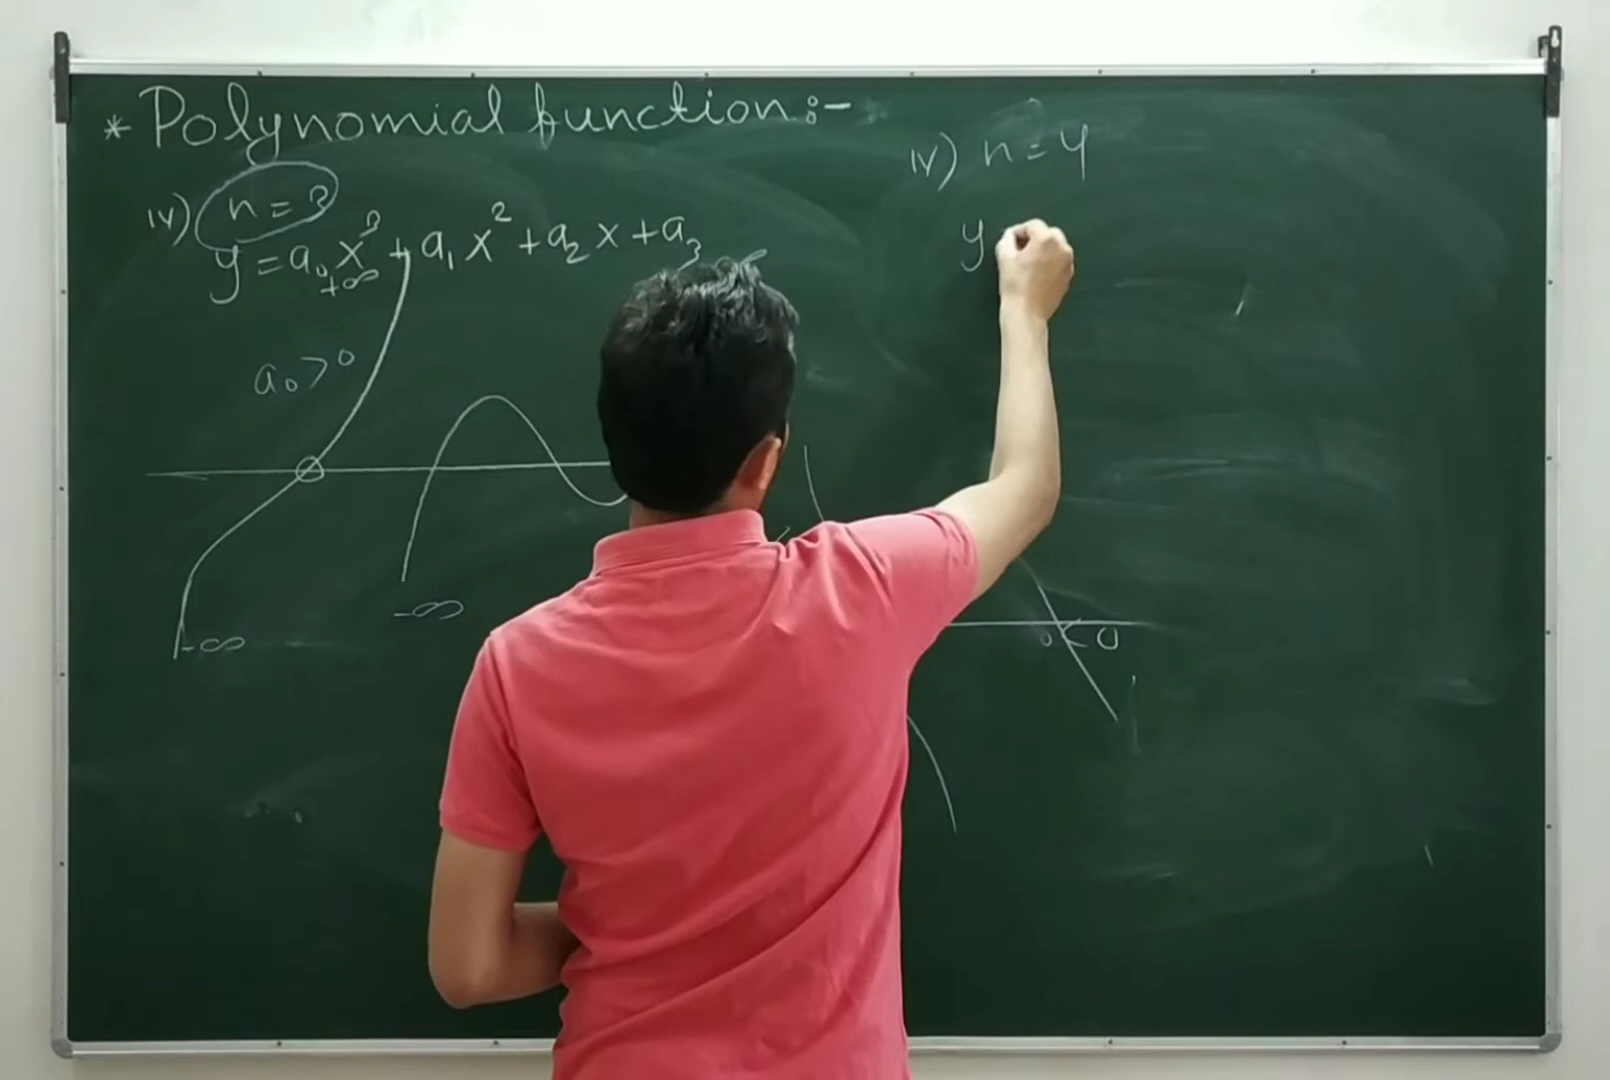 * Polynomial function :-
iv) n = 3
y = a₀x³ + a₁x² + a₂x + a₃
+∞
a₀ > 0
-∞
-∞
iv) n = 4
y
0